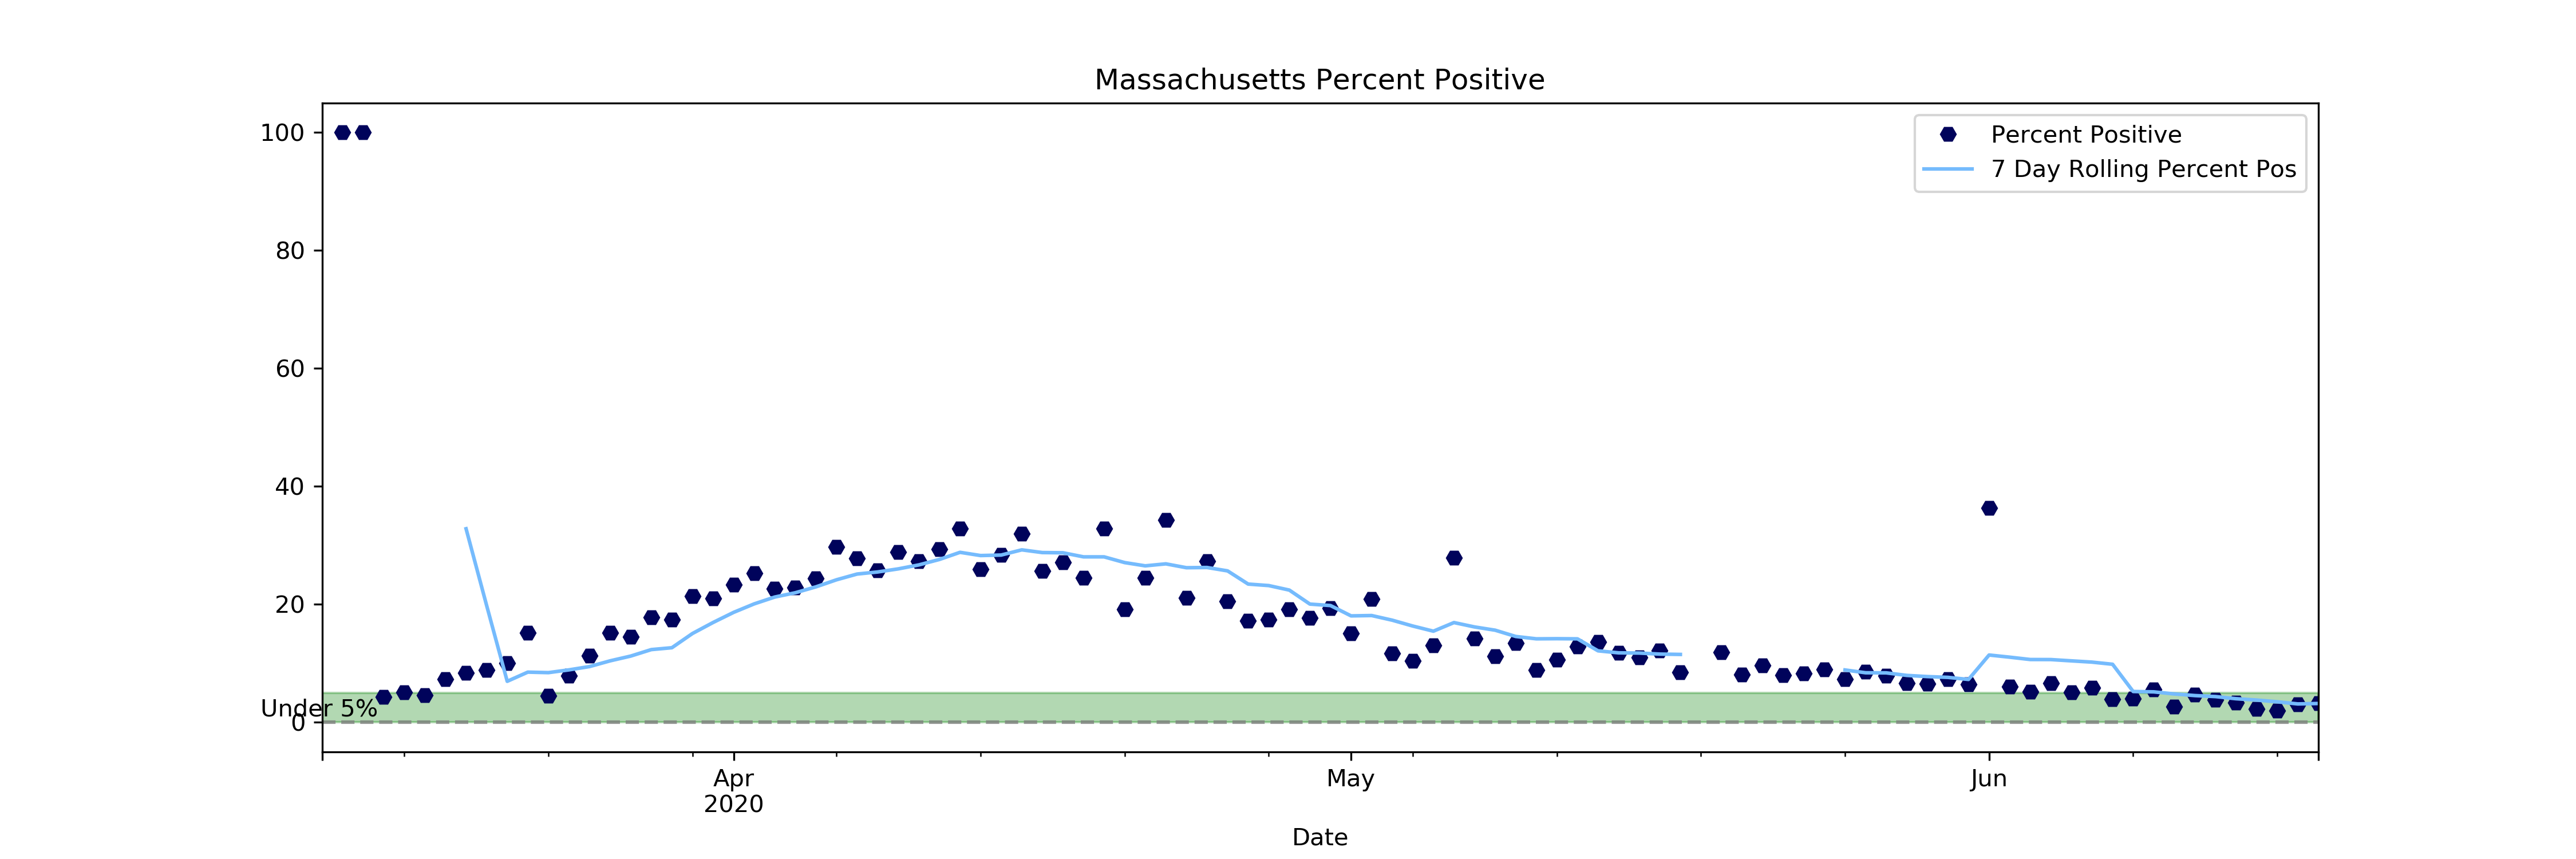 Massachusetts Percent Positive
100
80
60
40
20
0
Under 5%
Percent Positive
7 Day Rolling Percent Pos
Apr
2020
May
Jun
Date